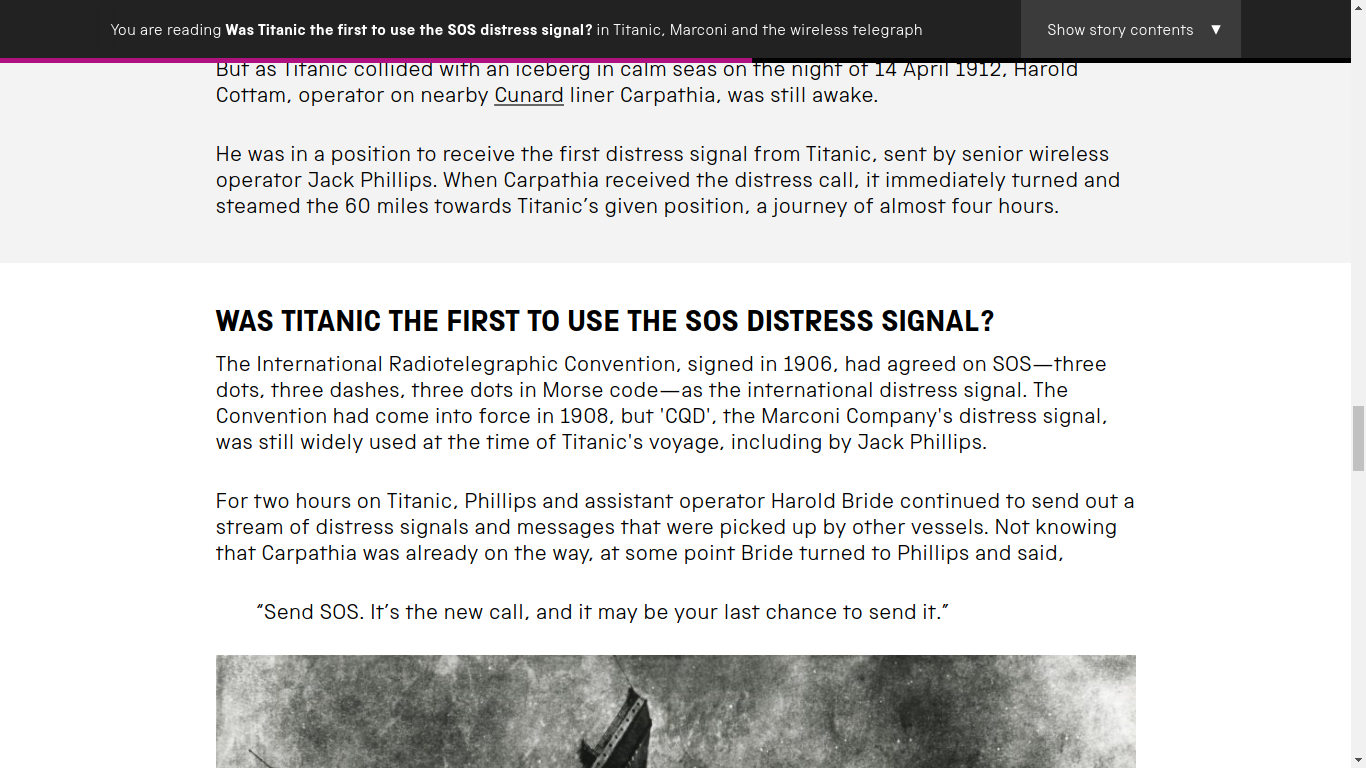 You are reading Was Titanic the first to use the SOS distress signal? in Titanic, Marconi and the wireless telegraph
Show story contents ▼
But as Titanic collided with an iceberg in calm seas on the night of 14 April 1912, Harold
Cottam, operator on nearby Cunard liner Carpathia, was still awake.
He was in a position to receive the first distress signal from Titanic, sent by senior wireless
operator Jack Phillips. When Carpathia received the distress call, it immediately turned and
steamed the 60 miles towards Titanic’s given position, a journey of almost four hours.
WAS TITANIC THE FIRST TO USE THE SOS DISTRESS SIGNAL?
The International Radiotelegraphic Convention, signed in 1906, had agreed on SOS—three
dots, three dashes, three dots in Morse code—as the international distress signal. The
Convention had come into force in 1908, but 'CQD', the Marconi Company's distress signal,
was still widely used at the time of Titanic's voyage, including by Jack Phillips.
For two hours on Titanic, Phillips and assistant operator Harold Bride continued to send out a
stream of distress signals and messages that were picked up by other vessels. Not knowing
that Carpathia was already on the way, at some point Bride turned to Phillips and said,
“Send SOS. It’s the new call, and it may be your last chance to send it.”